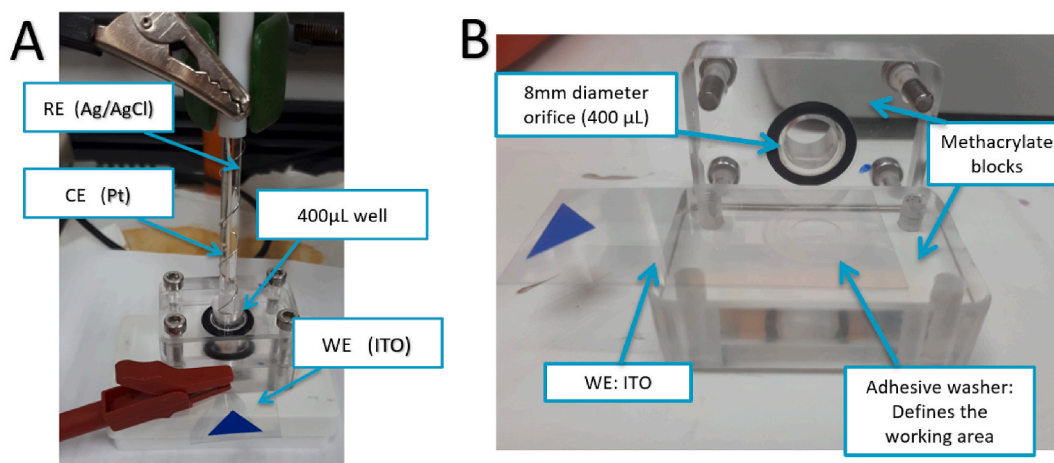 A
RE (Ag/AgCl)
CE (Pt)
400µL well
WE (ITO)
B
8mm diameter
orifice (400 µL)
Methacrylate
blocks
WE: ITO
Adhesive washer:
Defines the
working area